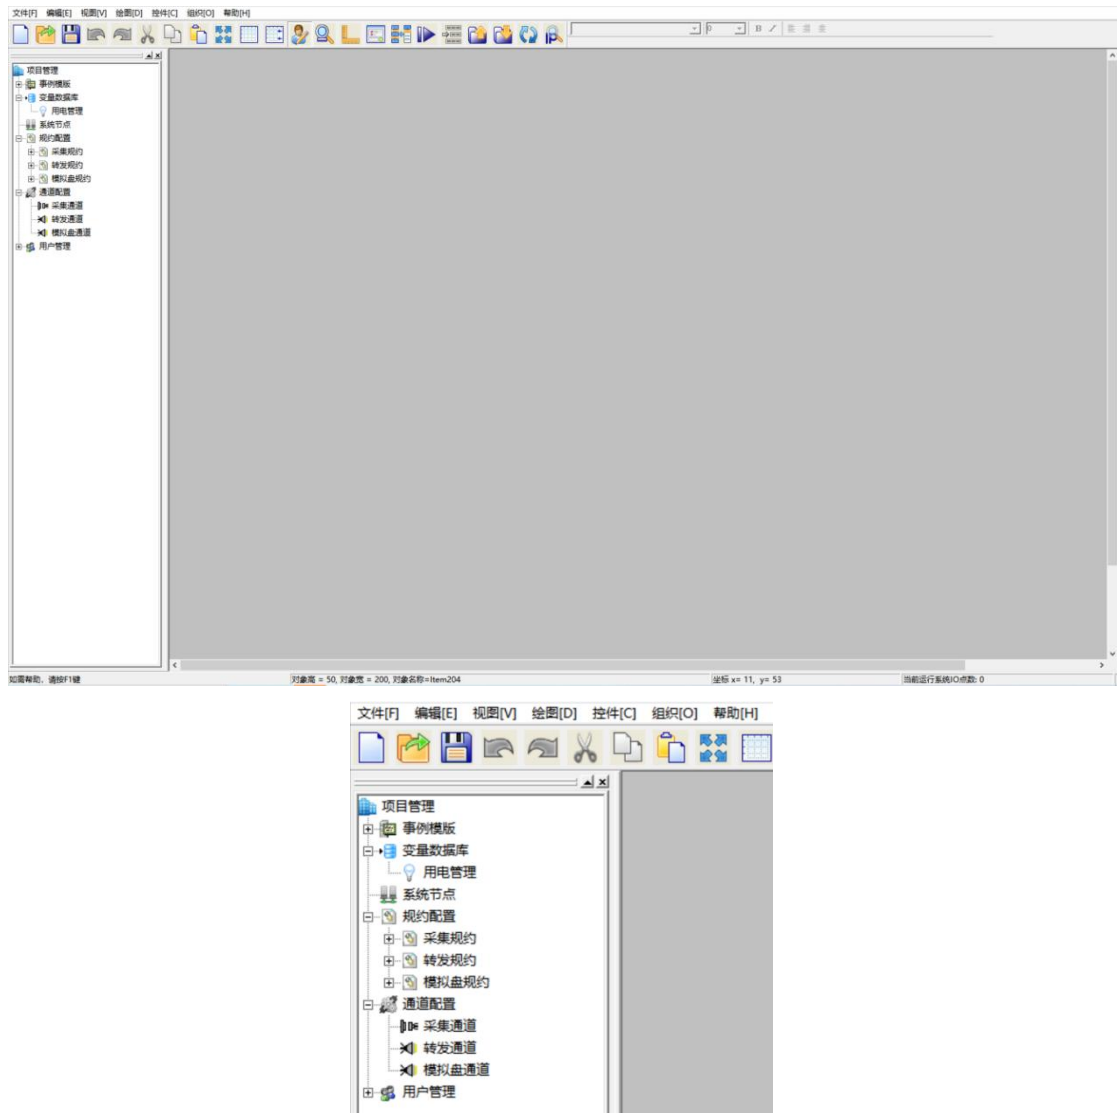 文件[F] 编辑[E] 视图[V] 绘图[D] 控件[C] 组织[O] 帮助[H]
0 B I
项目管理
事例模版
变量数据库
用电管理
系统节点
规约配置
采集规约
转发规约
模拟盘规约
通道配置
采集通道
转发通道
模拟盘通道
用户管理
如需帮助，请按F1键 对象高 = 50, 对象宽 = 200, 对象名称=Item204 坐标 x= 11, y= 53 当前运行系统IO点数: 0
文件[F] 编辑[E] 视图[V] 绘图[D] 控件[C] 组织[O] 帮助[H]
项目管理
事例模版
变量数据库
用电管理
系统节点
规约配置
采集规约
转发规约
模拟盘规约
通道配置
采集通道
转发通道
模拟盘通道
用户管理